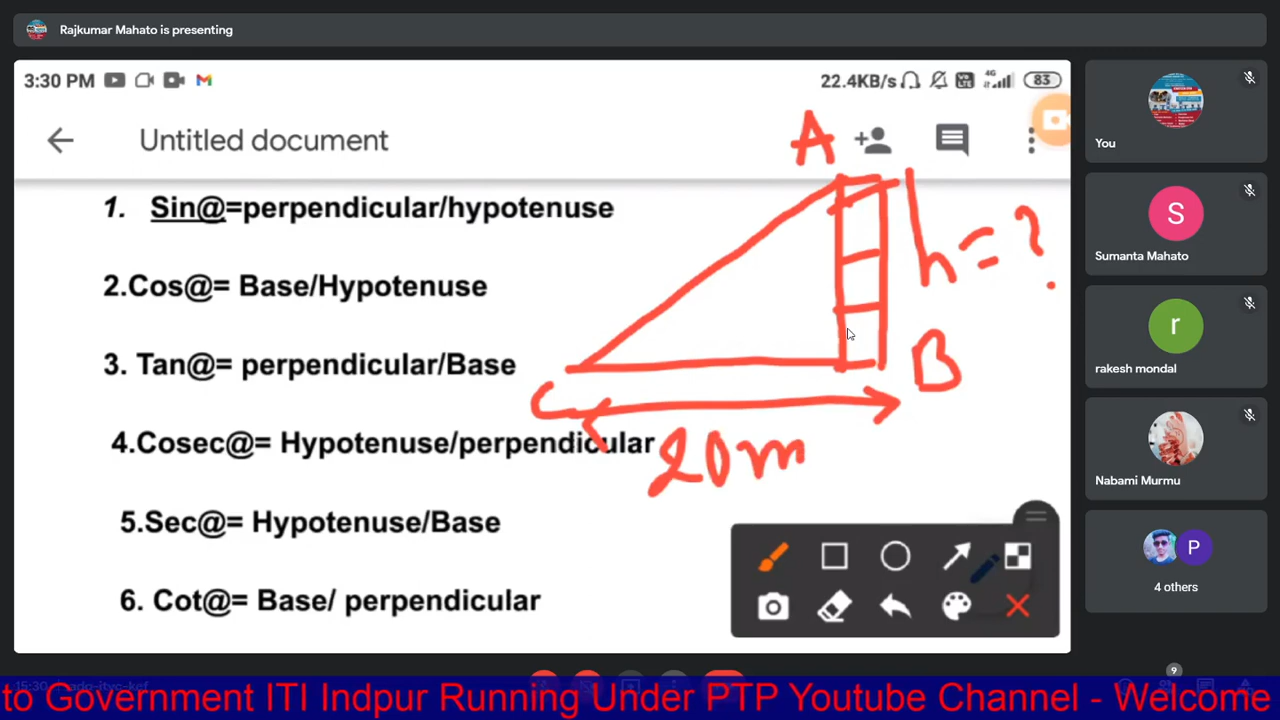 Rajkumar Mahato is presenting
3:30 PM
22.4KB/s
4G
83
Untitled document
A
1. Sin@=perpendicular/hypotenuse
h=?
2.Cos@= Base/Hypotenuse
3. Tan@= perpendicular/Base
B
C
20m
4.Cosec@= Hypotenuse/perpendicular
5.Sec@= Hypotenuse/Base
6. Cot@= Base/ perpendicular
You
S
Sumanta Mahato
r
rakesh mondal
Nabami Murmu
P
4 others
9
to Government ITI Indpur Running Under PTP Youtube Channel - Welcome